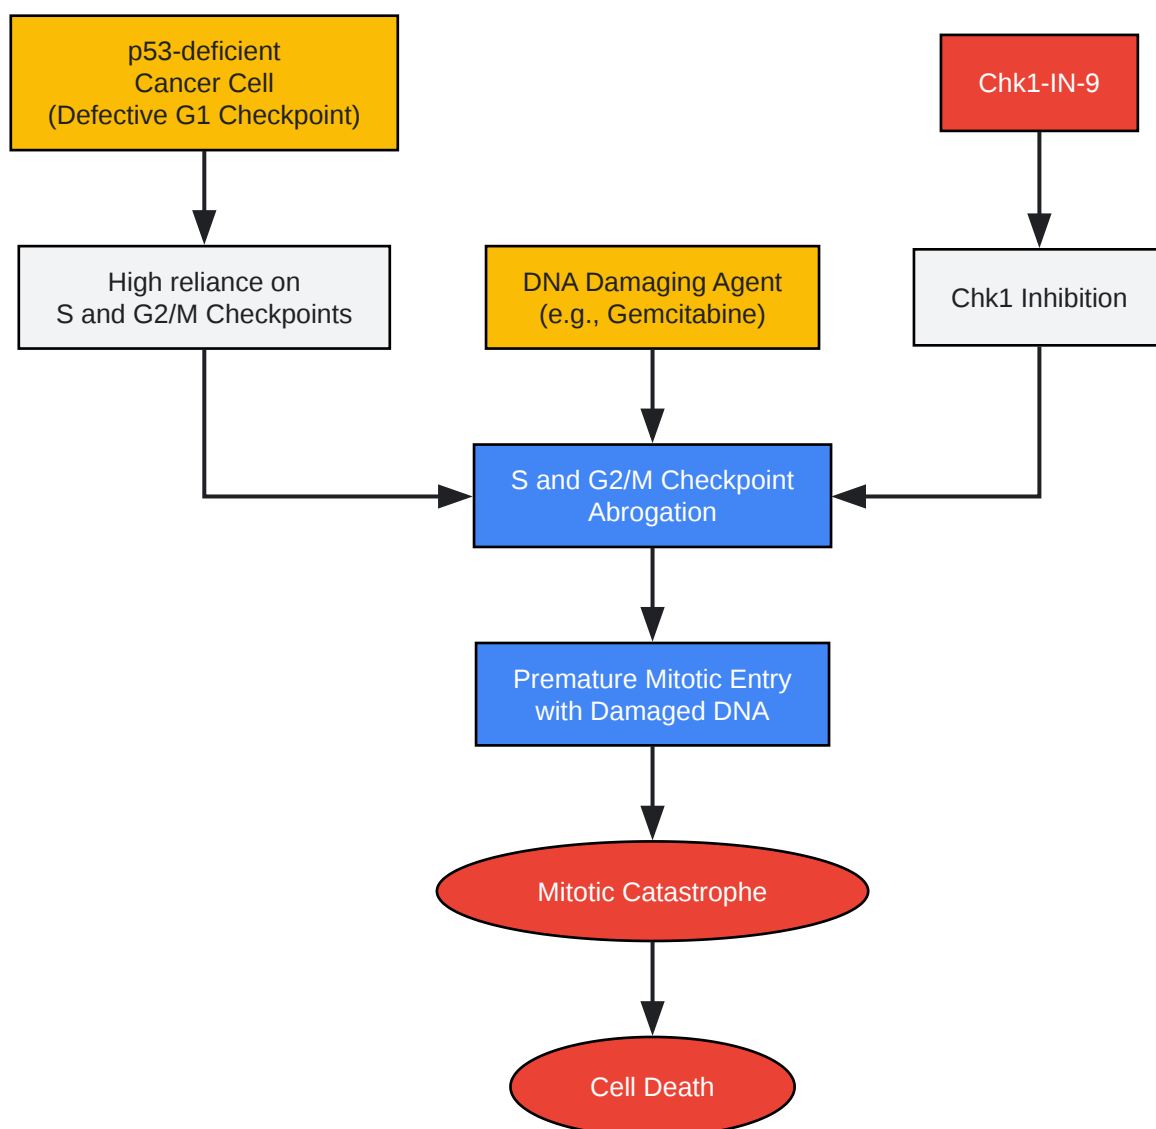 p53-deficient
Cancer Cell
(Defective G1 Checkpoint)
Chk1-IN-9
High reliance on
S and G2/M Checkpoints
DNA Damaging Agent
(e.g., Gemcitabine)
Chk1 Inhibition
S and G2/M Checkpoint
Abrogation
Premature Mitotic Entry
with Damaged DNA
Mitotic Catastrophe
Cell Death